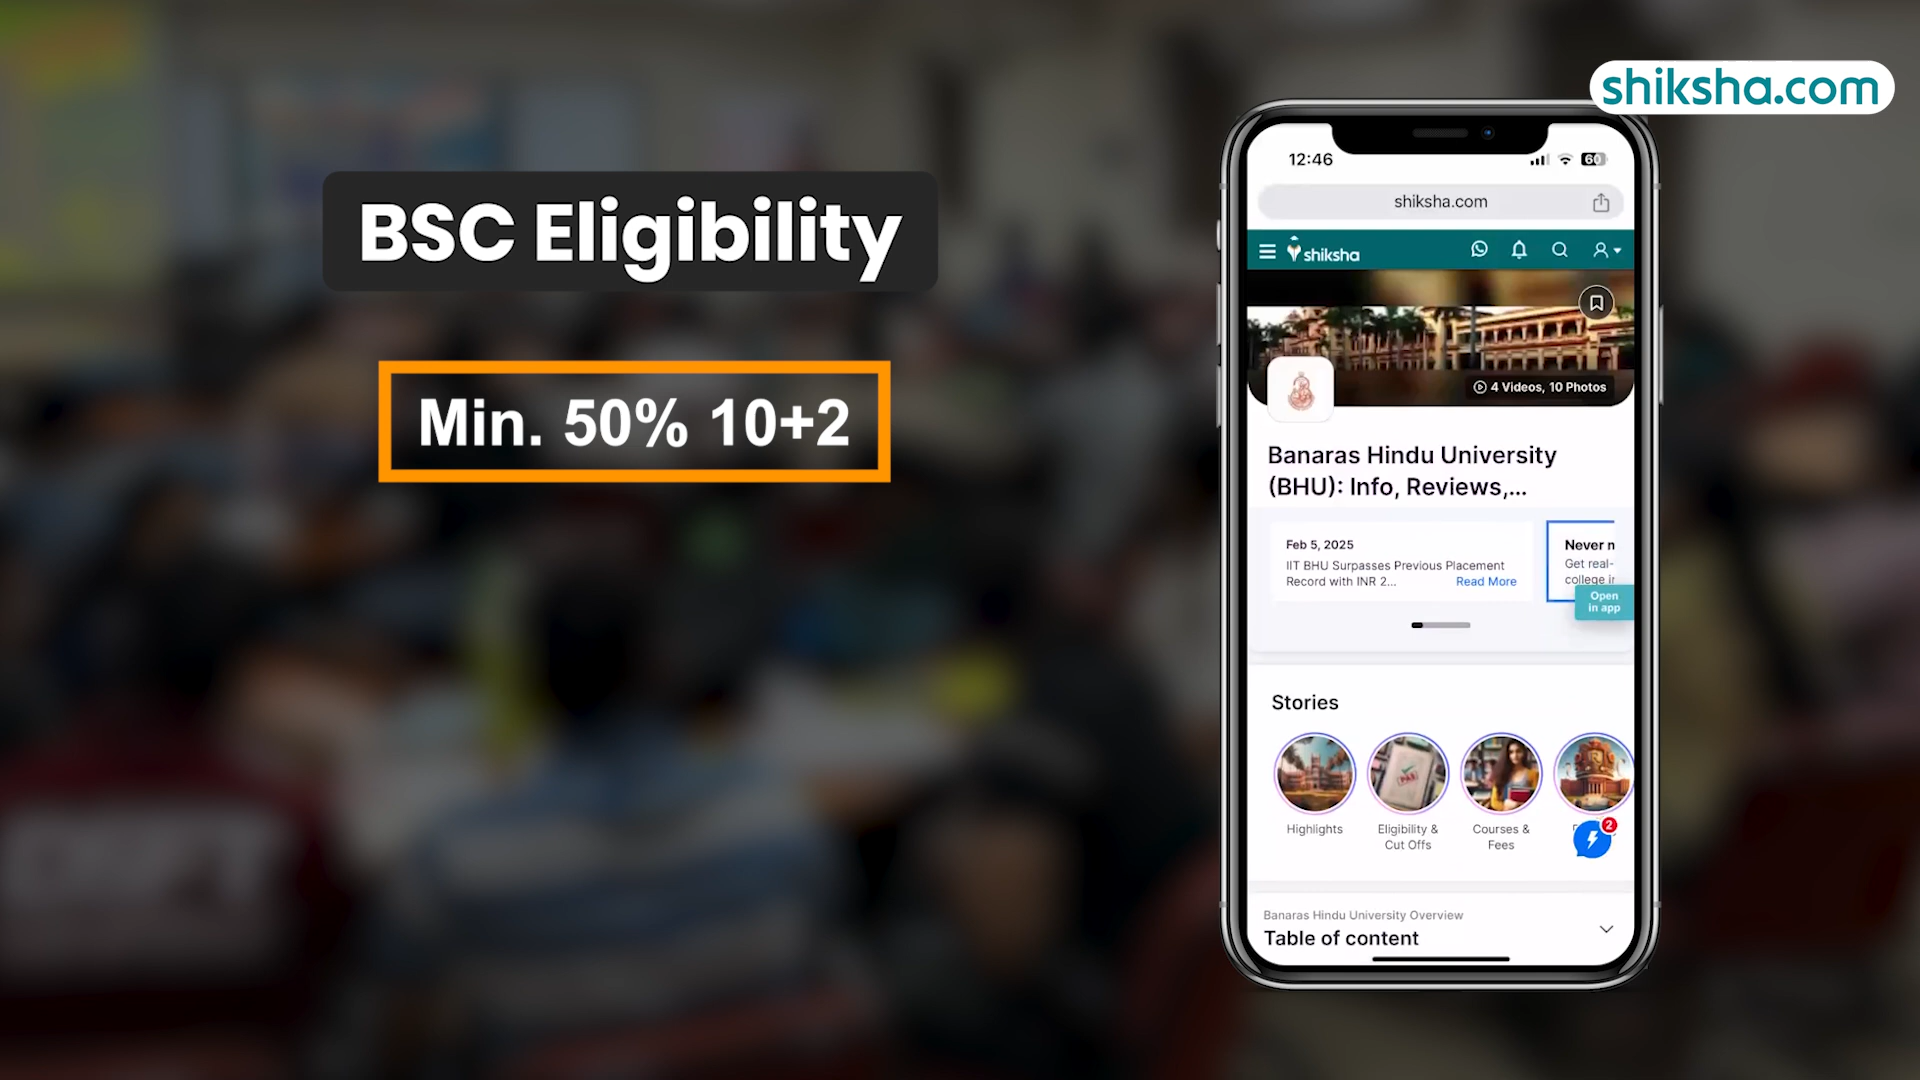 shiksha.com
BSC Eligibility
Min. 50% 10+2
12:46
60
shiksha.com
shiksha
4 Videos, 10 Photos
Banaras Hindu University
(BHU): Info, Reviews,...
Feb 5, 2025
IIT BHU Surpasses Previous Placement
Record with INR 2... Read More
Never n
Get real-
college in
Open
in app
Stories
Highlights
Eligibility &
Cut Offs
Courses &
Fees
2
Banaras Hindu University Overview
Table of content